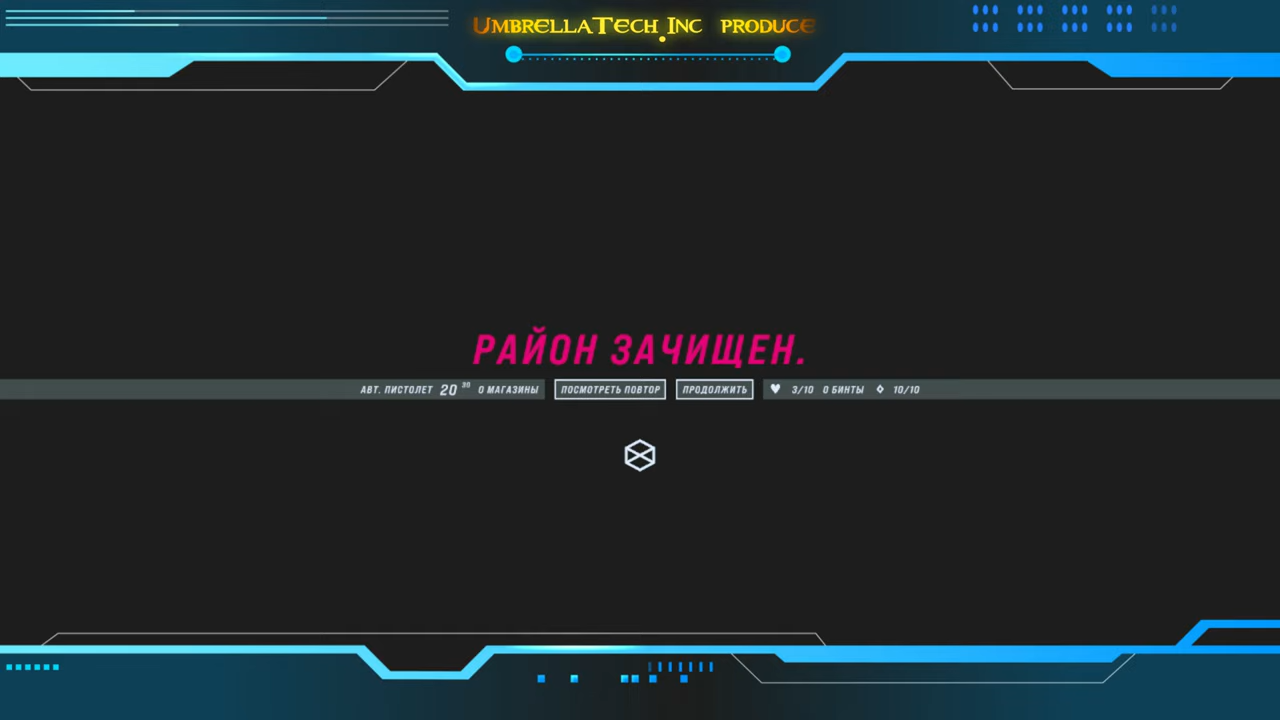 UmbrellaTech.Inc produce
РАЙОН ЗАЧИЩЕН.
АВТ. ПИСТОЛЕТ 20 30 0 МАГАЗИНЫ ПОСМОТРЕТЬ ПОВТОР ПРОДОЛЖИТЬ 3/10 0 БИНТЫ 10/10